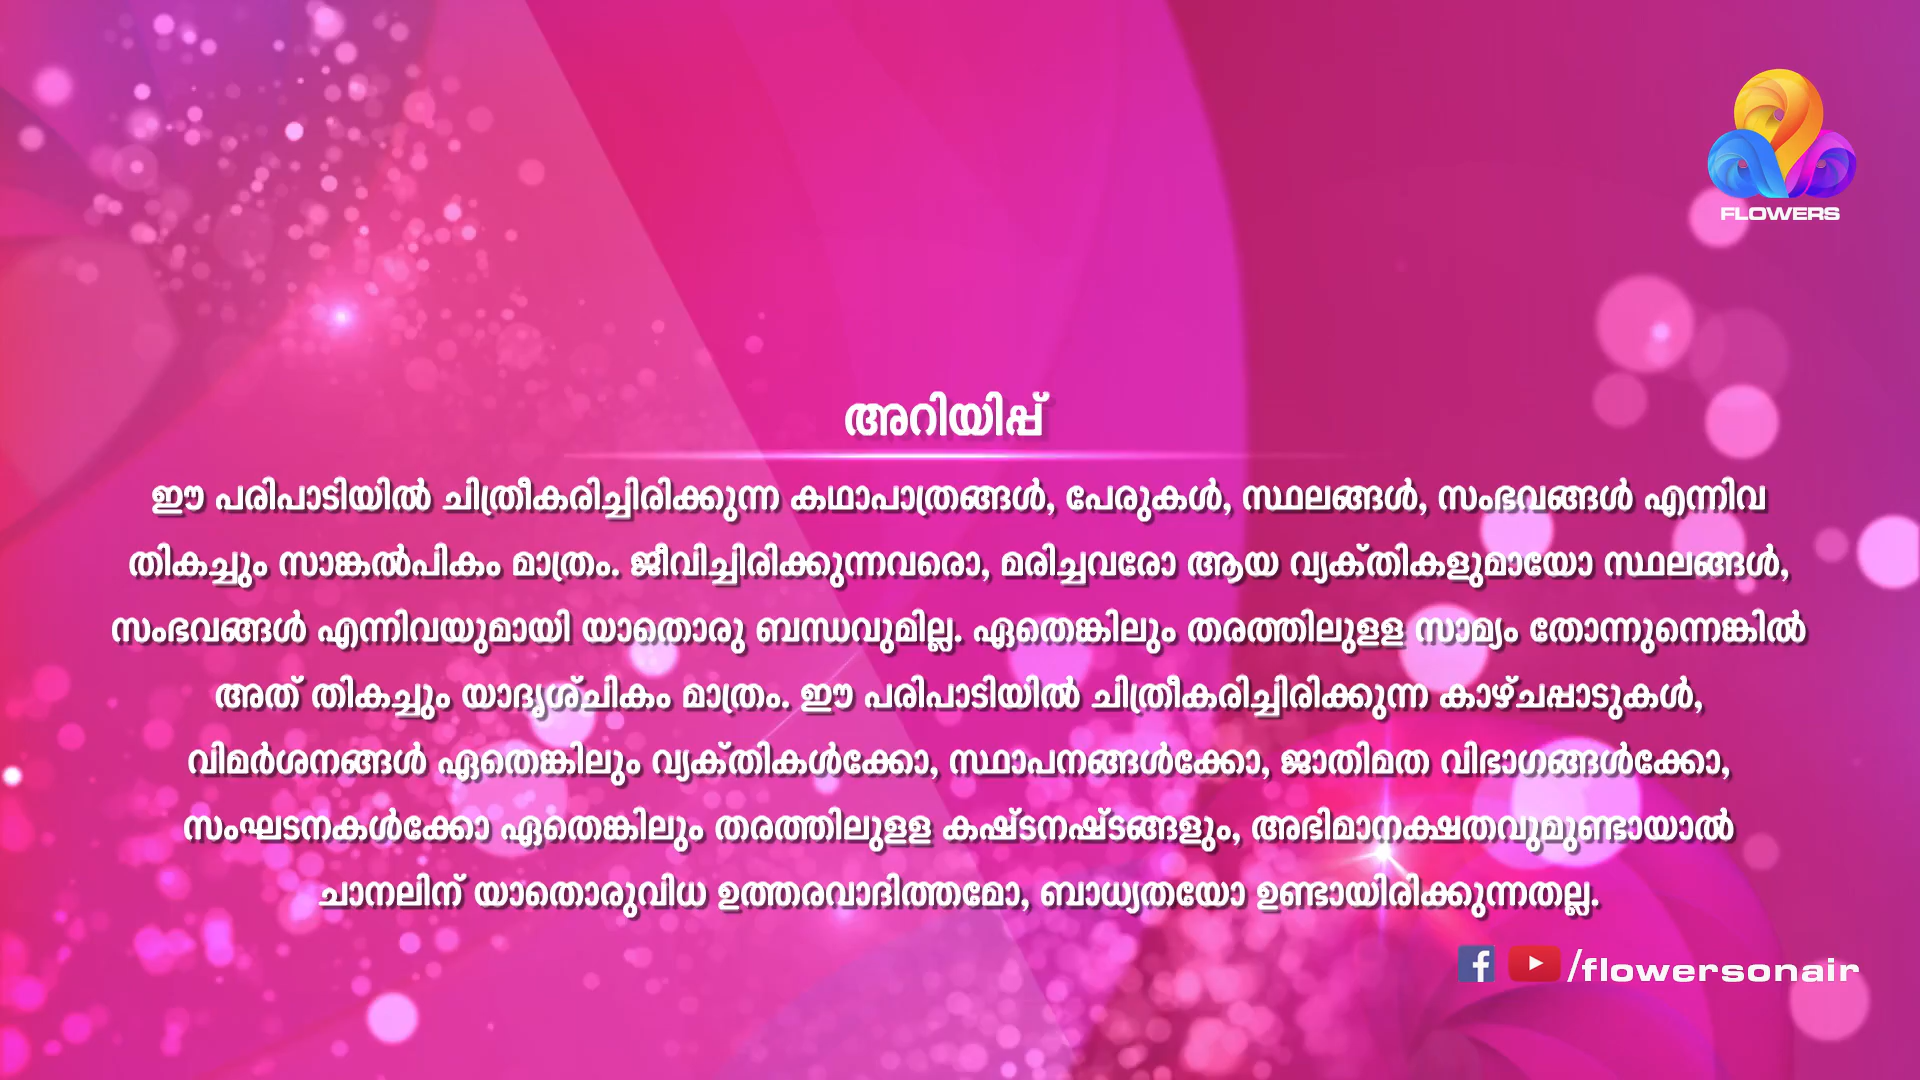 FLOWERS
അറിയിപ്പ്
ഈ പരിപാടിയിൽ ചിത്രീകരിച്ചിരിക്കുന്ന കഥാപാത്രങ്ങൾ, പേരുകൾ, സ്ഥലങ്ങൾ, സംഭവങ്ങൾ എന്നിവ
തികച്ചും സാങ്കൽപികം മാത്രം. ജീവിച്ചിരിക്കുന്നവരൊ, മരിച്ചവരോ ആയ വ്യക്തികളുമായോ സ്ഥലങ്ങൾ,
സംഭവങ്ങൾ എന്നിവയുമായി യാതൊരു ബന്ധവുമില്ല. ഏതെങ്കിലും തരത്തിലുളള സാമ്യം തോന്നുന്നെങ്കിൽ
അത് തികച്ചും യാദൃശ്ചികം മാത്രം. ഈ പരിപാടിയിൽ ചിത്രീകരിച്ചിരിക്കുന്ന കാഴ്ചപ്പാടുകൾ,
വിമർശനങ്ങൾ ഏതെങ്കിലും വ്യക്തികൾക്കോ, സ്ഥാപനങ്ങൾക്കോ, ജാതിമത വിഭാഗങ്ങൾക്കോ,
സംഘടനകൾക്കോ ഏതെങ്കിലും തരത്തിലുളള കഷ്ടനഷ്ടങ്ങളും, അഭിമാനക്ഷതവുമുണ്ടായാൽ
ചാനലിന് യാതൊരുവിധ ഉത്തരവാദിത്തമോ, ബാധ്യതയോ ഉണ്ടായിരിക്കുന്നതല്ല.
/flowersonair